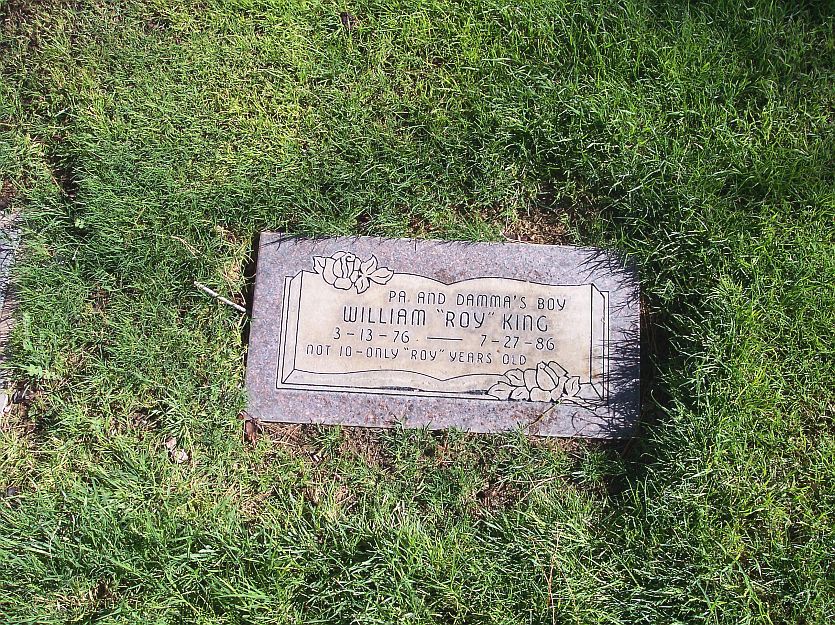 PA. AND DAMMA'S BOY
WILLIAM "ROY" KING
3-13-76 — 7-27-86
NOT 10-ONLY "ROY" YEARS OLD